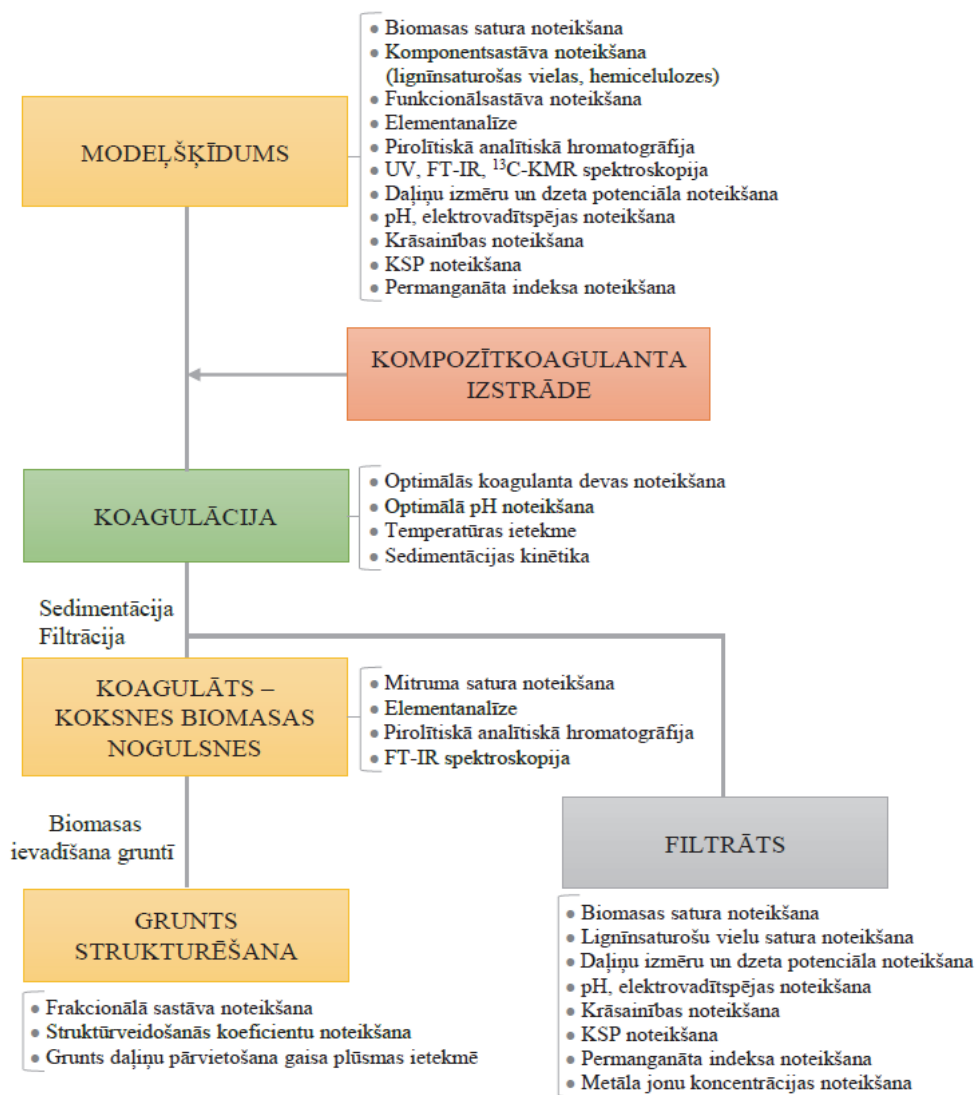 MODEĻŠĶĪDUMS
● Biomasas satura noteikšana
● Komponentsastāva noteikšana
(lignīnsaturošas vielas, hemicelulozes)
● Funkcionālsastāva noteikšana
● Elementanalīze
● Pirolītiskā analītiskā hromatogrāfija
● UV, FT-IR, ¹³C-KMR spektroskopija
● Daļiņu izmēru un dzeta potenciāla noteikšana
● pH, elektrovadītspējas noteikšana
● Krāsainības noteikšana
● KSP noteikšana
● Permanganāta indeksa noteikšana
KOMPOZĪTKOAGULANTA
IZSTRĀDE
KOAGULĀCIJA
● Optimālās koagulanta devas noteikšana
● Optimālā pH noteikšana
● Temperatūras ietekme
● Sedimentācijas kinētika
Sedimentācija
Filtrācija
KOAGULĀTS –
KOKSNES BIOMASAS
NOGULSNES
● Mitruma satura noteikšana
● Elementanalīze
● Pirolītiskā analītiskā hromatogrāfija
● FT-IR spektroskopija
Biomasas
ievadīšana gruntī
GRUNTS
STRUKTURĒŠANA
● Frakcionālā sastāva noteikšana
● Struktūrveidošanās koeficientu noteikšana
● Grunts daļiņu pārvietošana gaisa plūsmas ietekmē
FILTRĀTS
● Biomasas satura noteikšana
● Lignīnsaturošu vielu satura noteikšana
● Daļiņu izmēru un dzeta potenciāla noteikšana
● pH, elektrovadītspējas noteikšana
● Krāsainības noteikšana
● KSP noteikšana
● Permanganāta indeksa noteikšana
● Metāla jonu koncentrācijas noteikšana